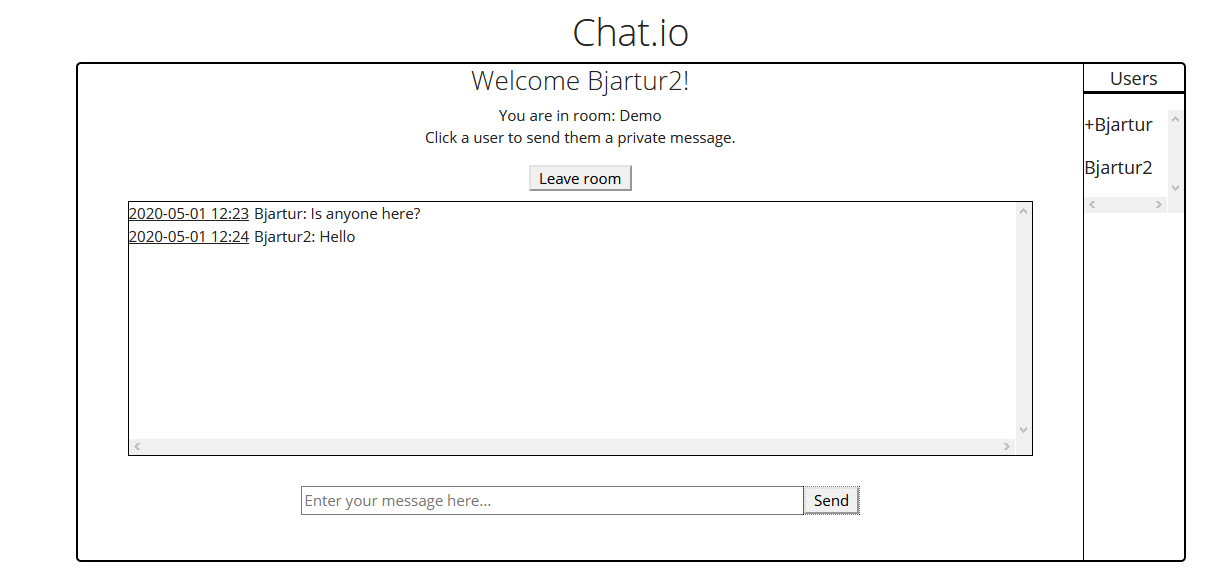 Chat.io
Welcome Bjartur2!
You are in room: Demo
Click a user to send them a private message.
Leave room
2020-05-01 12:23 Bjartur: Is anyone here?
2020-05-01 12:24 Bjartur2: Hello
Enter your message here...
Send
Users
+Bjartur
Bjartur2